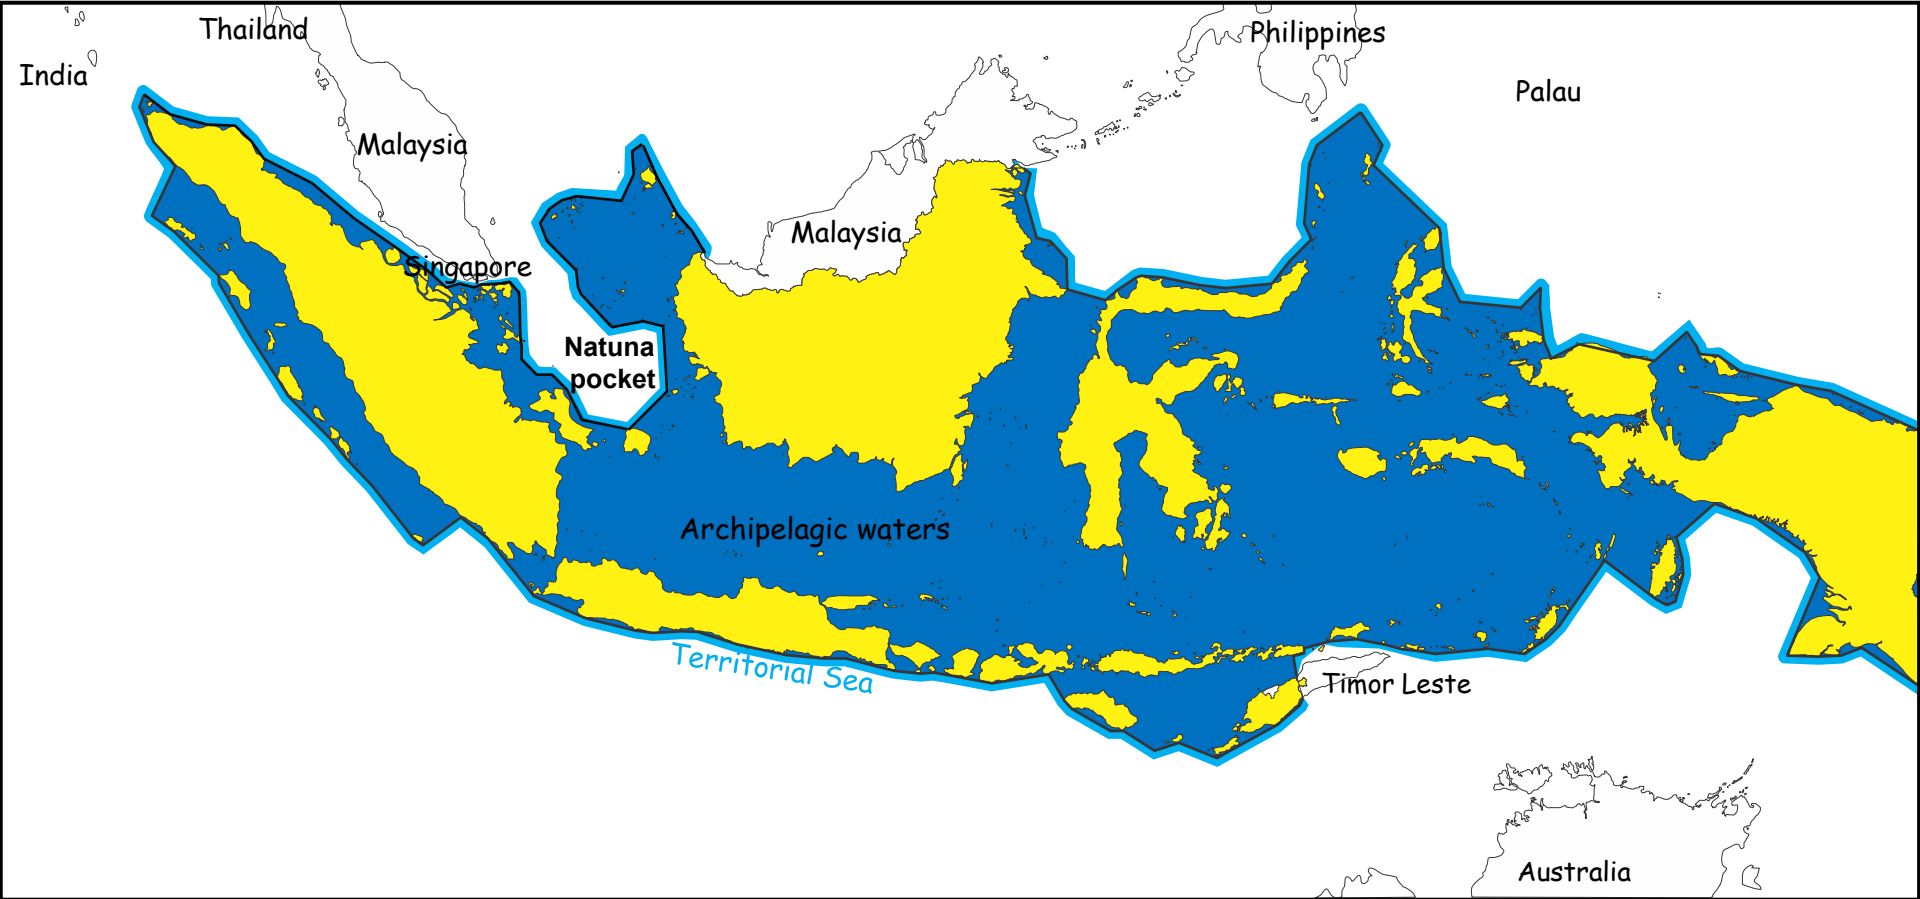 Thailand
Philippines
India
Palau
Malaysia
Malaysia
Singapore
Natuna
pocket
Archipelagic waters
Territorial Sea
Timor Leste
Australia